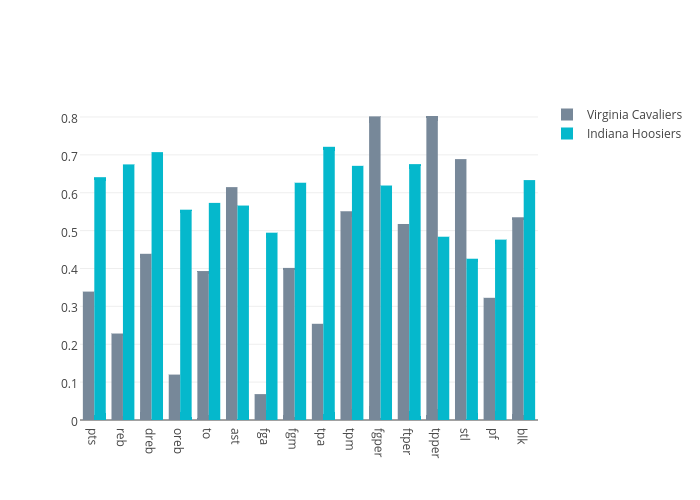 Virginia Cavaliers
Indiana Hoosiers
0.8
0.7
0.6
0.5
0.4
0.3
0.2
0.1
0
pts
reb
dreb
oreb
to
ast
fga
fgm
tpa
tpm
fgper
ftper
tpper
stl
pf
blk